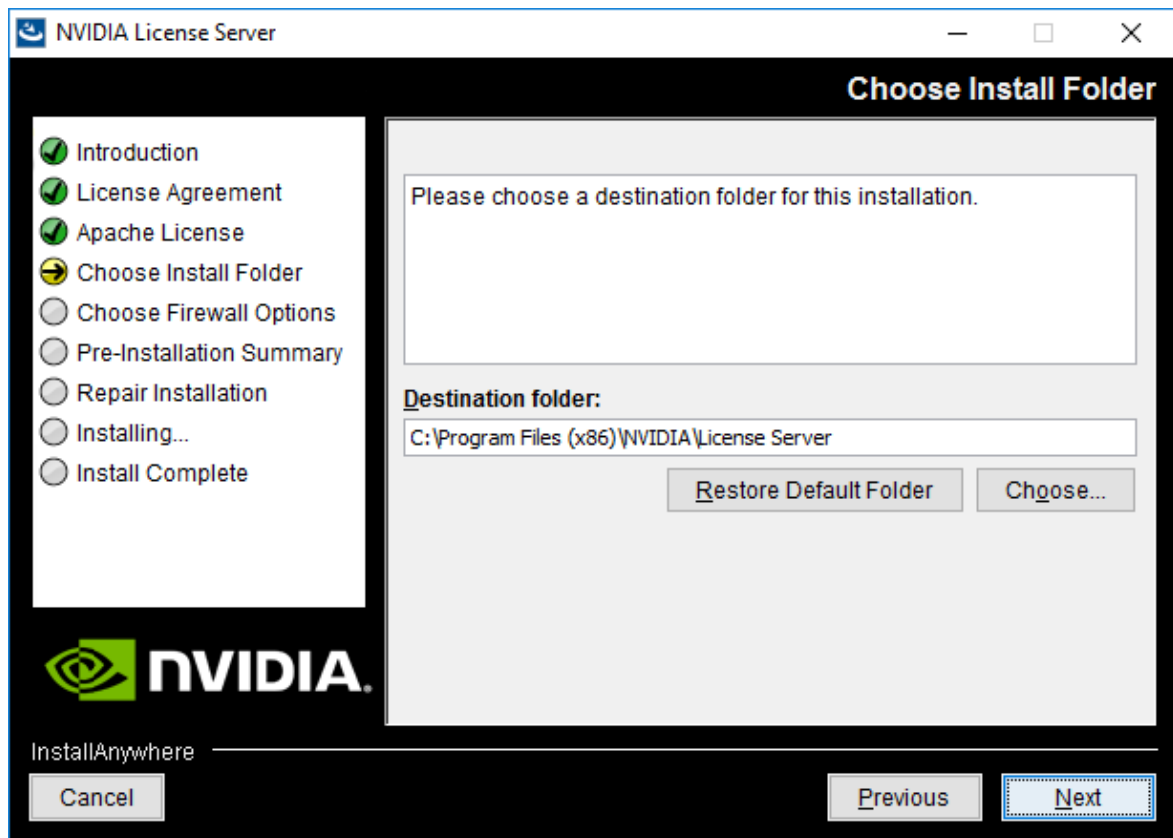 NVIDIA License Server
Choose Install Folder
Introduction
License Agreement
Apache License
Choose Install Folder
Choose Firewall Options
Pre-Installation Summary
Repair Installation
Installing...
Install Complete
Please choose a destination folder for this installation.
Destination folder:
C:\Program Files (x86)\NVIDIA\License Server
Restore Default Folder
Choose...
NVIDIA.
InstallAnywhere
Cancel
Previous
Next